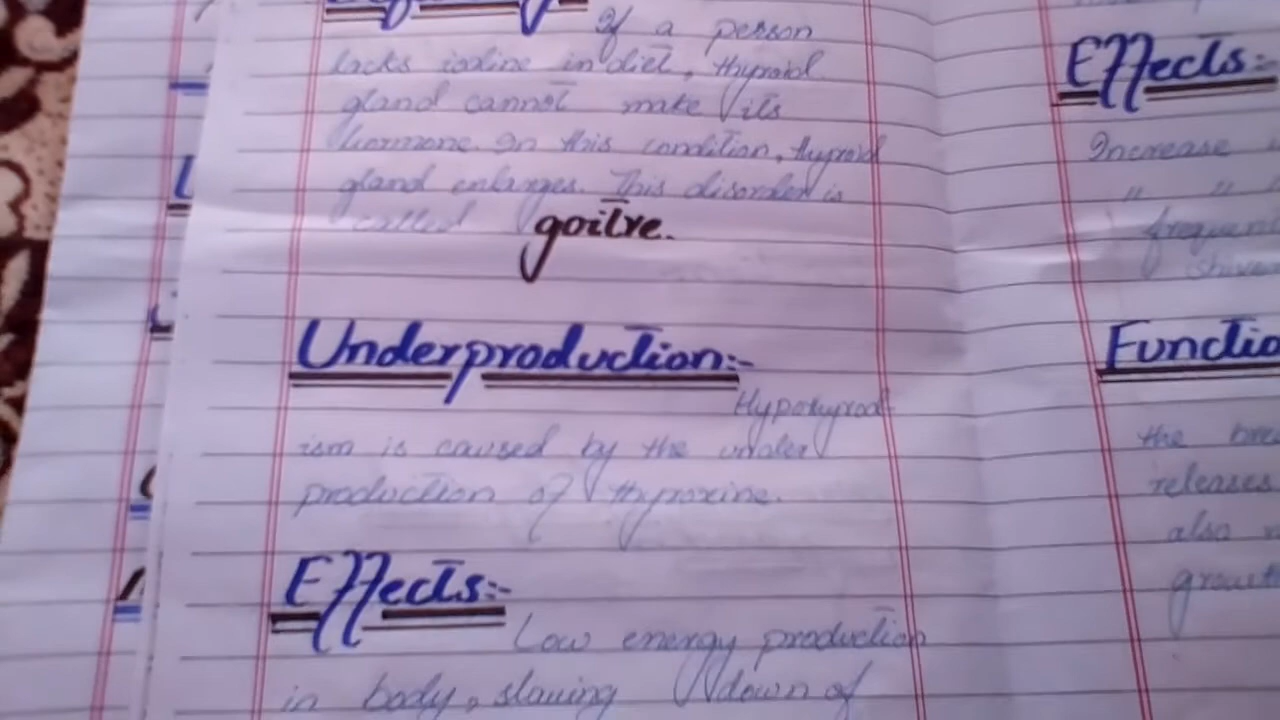 If a person
lacks iodine in diet, thyroid
gland cannot make its
hormone. In this condition, thyroid
gland enlarges. This disorder is
called goitre.
Underproduction:-
Hypothyroid
ism is caused by the under
production of thyroxine.
Effects:-
Low energy production
in body, slowing down of
Effects:-
Increase
" "
frequent
Functio
the
releases
also
growth